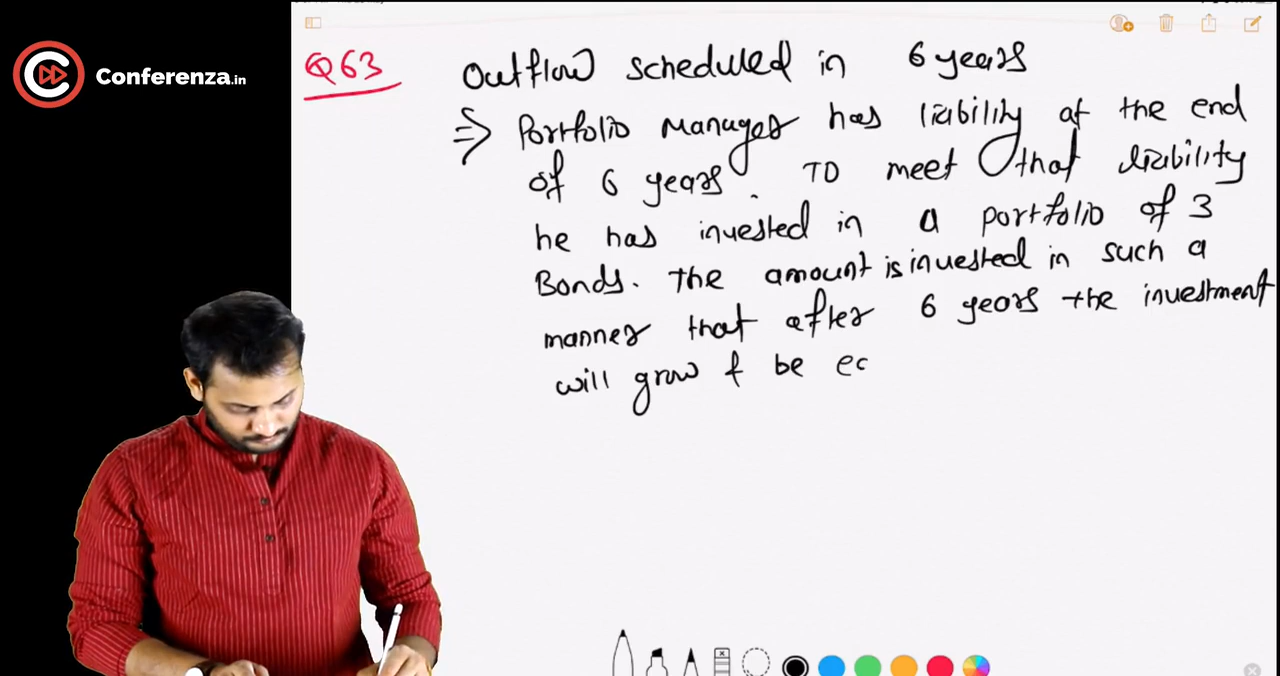 Conferenza.in
Q63
Outflow scheduled in 6 years
⇒ Portfolio Manager has liability at the end
of 6 years. TO meet that liability
he has invested in a portfolio of 3
Bonds. The amount is invested in such a
manner that after 6 years the investment
will grow & be ec